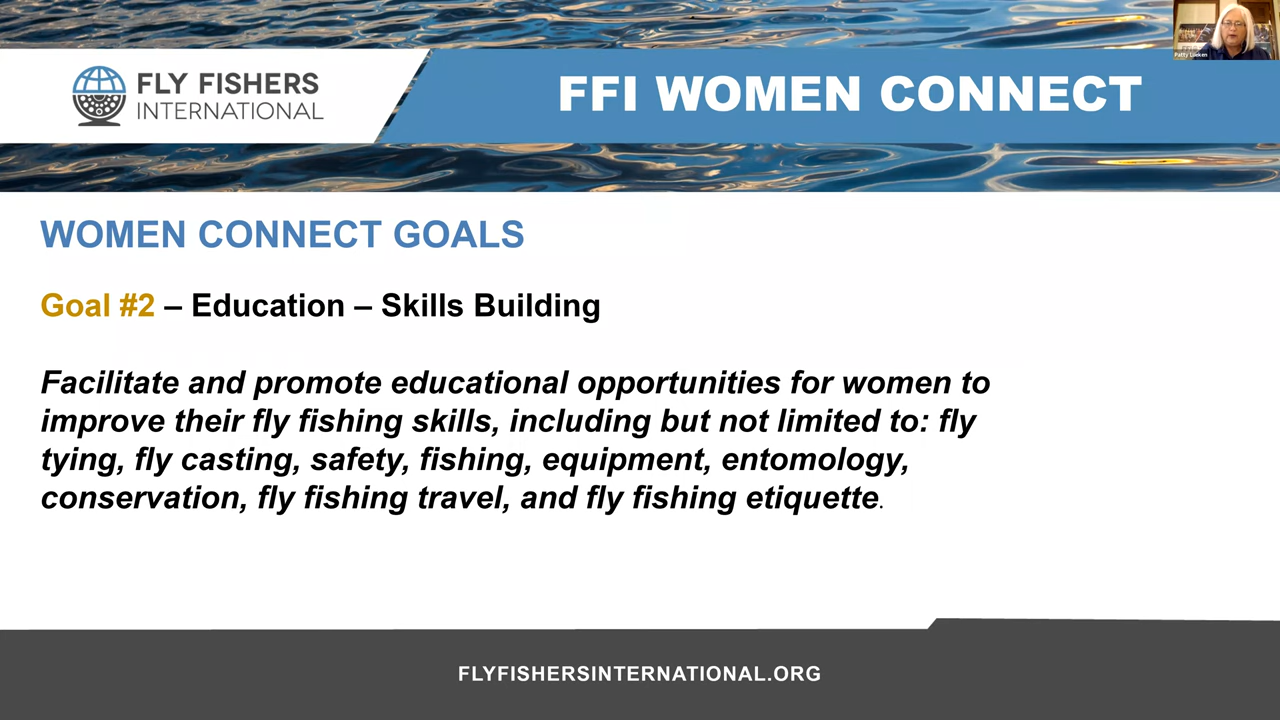 Patty Lueken
FLY FISHERS
INTERNATIONAL
FFI WOMEN CONNECT
WOMEN CONNECT GOALS
Goal #2 – Education – Skills Building
Facilitate and promote educational opportunities for women to
improve their fly fishing skills, including but not limited to: fly
tying, fly casting, safety, fishing, equipment, entomology,
conservation, fly fishing travel, and fly fishing etiquette.
FLYFISHERSINTERNATIONAL.ORG